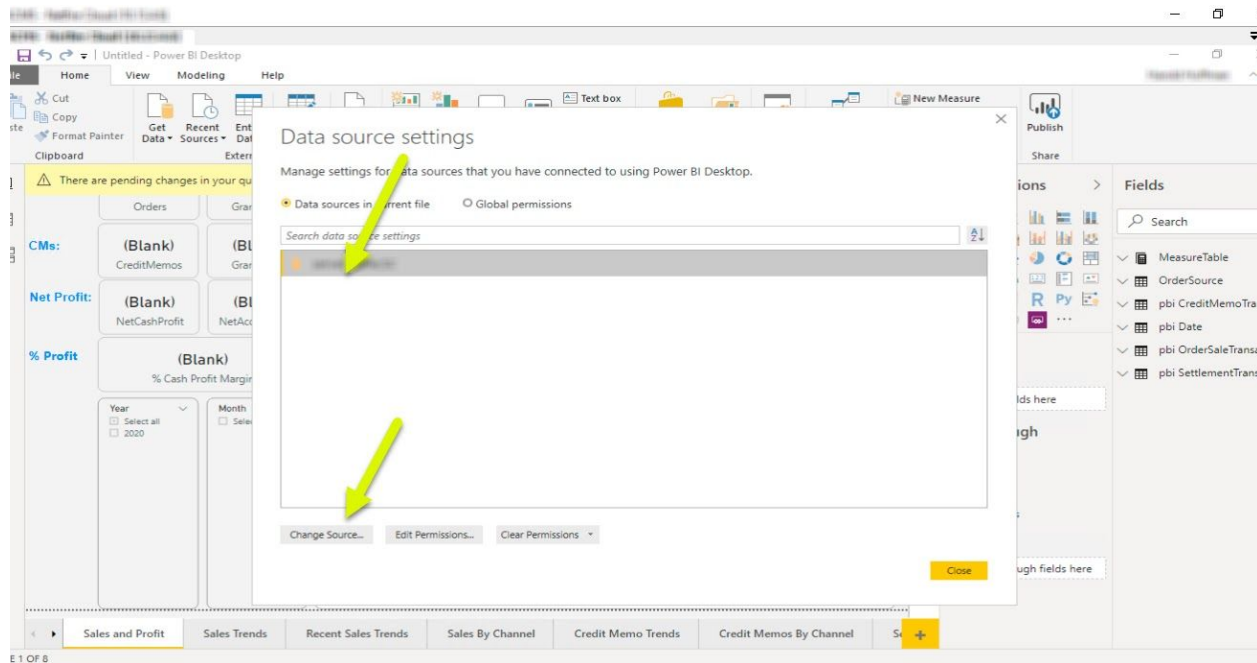 Untitled - Power BI Desktop
Home View Modeling Help
Cut
Copy
Format Painter
Clipboard
Get Data
Recent Sources
Text box
New Measure
Publish
Share
There are pending changes in your qu
Orders
CMs:
(Blank)
CreditMemos
Net Profit:
(Blank)
NetCashProfit
% Profit
(Blank)
% Cash Profit Margin
Year
Select all
2020
Month
Data source settings
Manage settings for data sources that you have connected to using Power BI Desktop.
Data sources in current file Global permissions
Search data source settings
Change Source... Edit Permissions... Clear Permissions
Close
ions
R Py
lds here
ugh
ugh fields here
Fields
Search
MeasureTable
OrderSource
pbi CreditMemoTra
pbi Date
pbi OrderSaleTransa
pbi SettlementTrans
Sales and Profit Sales Trends Recent Sales Trends Sales By Channel Credit Memo Trends Credit Memos By Channel
E 1 OF 8